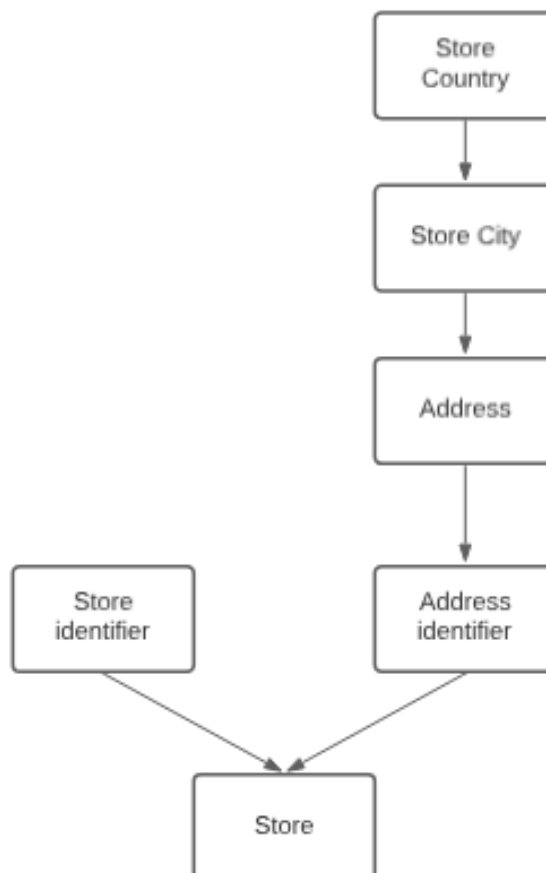 Store
Country
Store City
Address
Store
identifier
Address
identifier
Store